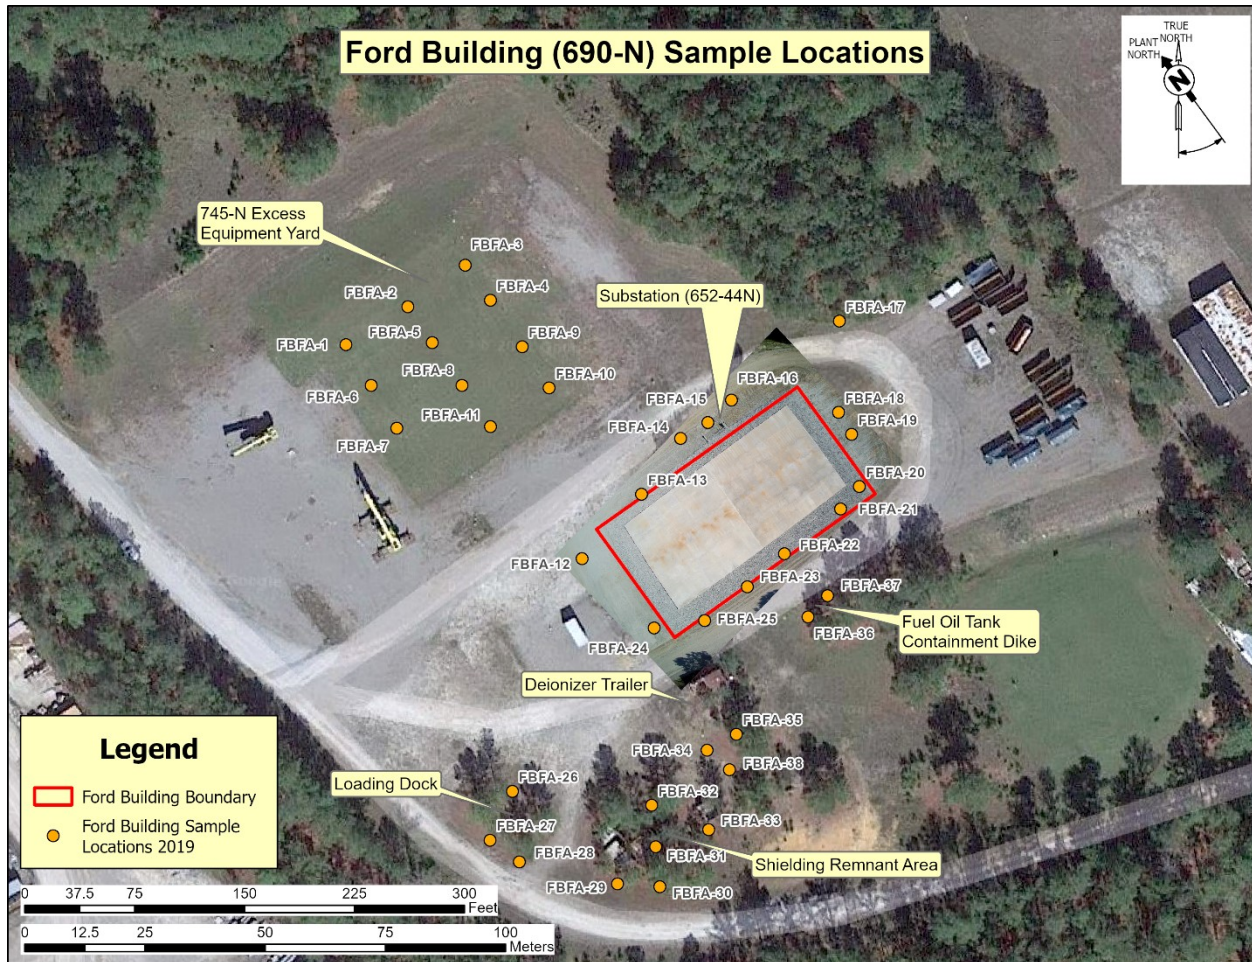 Ford Building (690-N) Sample Locations
TRUE
NORTH
PLANT
NORTH
N
745-N Excess
Equipment Yard
FBFA-3
FBFA-2
FBFA-4
Substation (652-44N)
FBFA-17
FBFA-1
FBFA-5
FBFA-9
FBFA-6
FBFA-8
FBFA-10
FBFA-16
FBFA-15
FBFA-18
FBFA-7
FBFA-11
FBFA-14
FBFA-19
FBFA-13
FBFA-20
FBFA-21
FBFA-12
FBFA-22
FBFA-23
FBFA-37
FBFA-25
FBFA-24
FBFA-36
Fuel Oil Tank
Containment Dike
Deionizer Trailer
FBFA-35
FBFA-34
FBFA-38
Loading Dock
FBFA-26
FBFA-32
FBFA-27
FBFA-33
FBFA-28
FBFA-31
Shielding Remnant Area
FBFA-29
FBFA-30
Legend
Ford Building Boundary
Ford Building Sample
Locations 2019
0 37.5 75 150 225 300
Feet
0 12.5 25 50 75 100
Meters